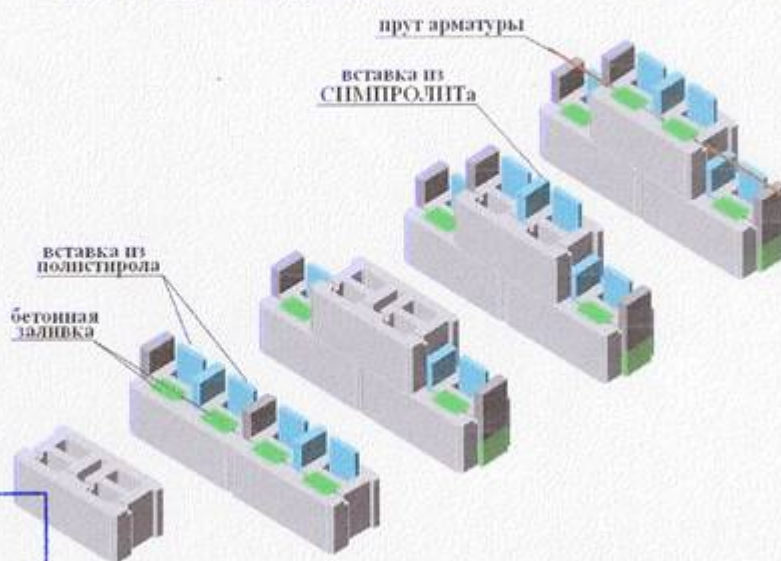 прут арматуры
вставка из
СИМПРОЛИТа
вставка из
полистирола
бетонная
заливка